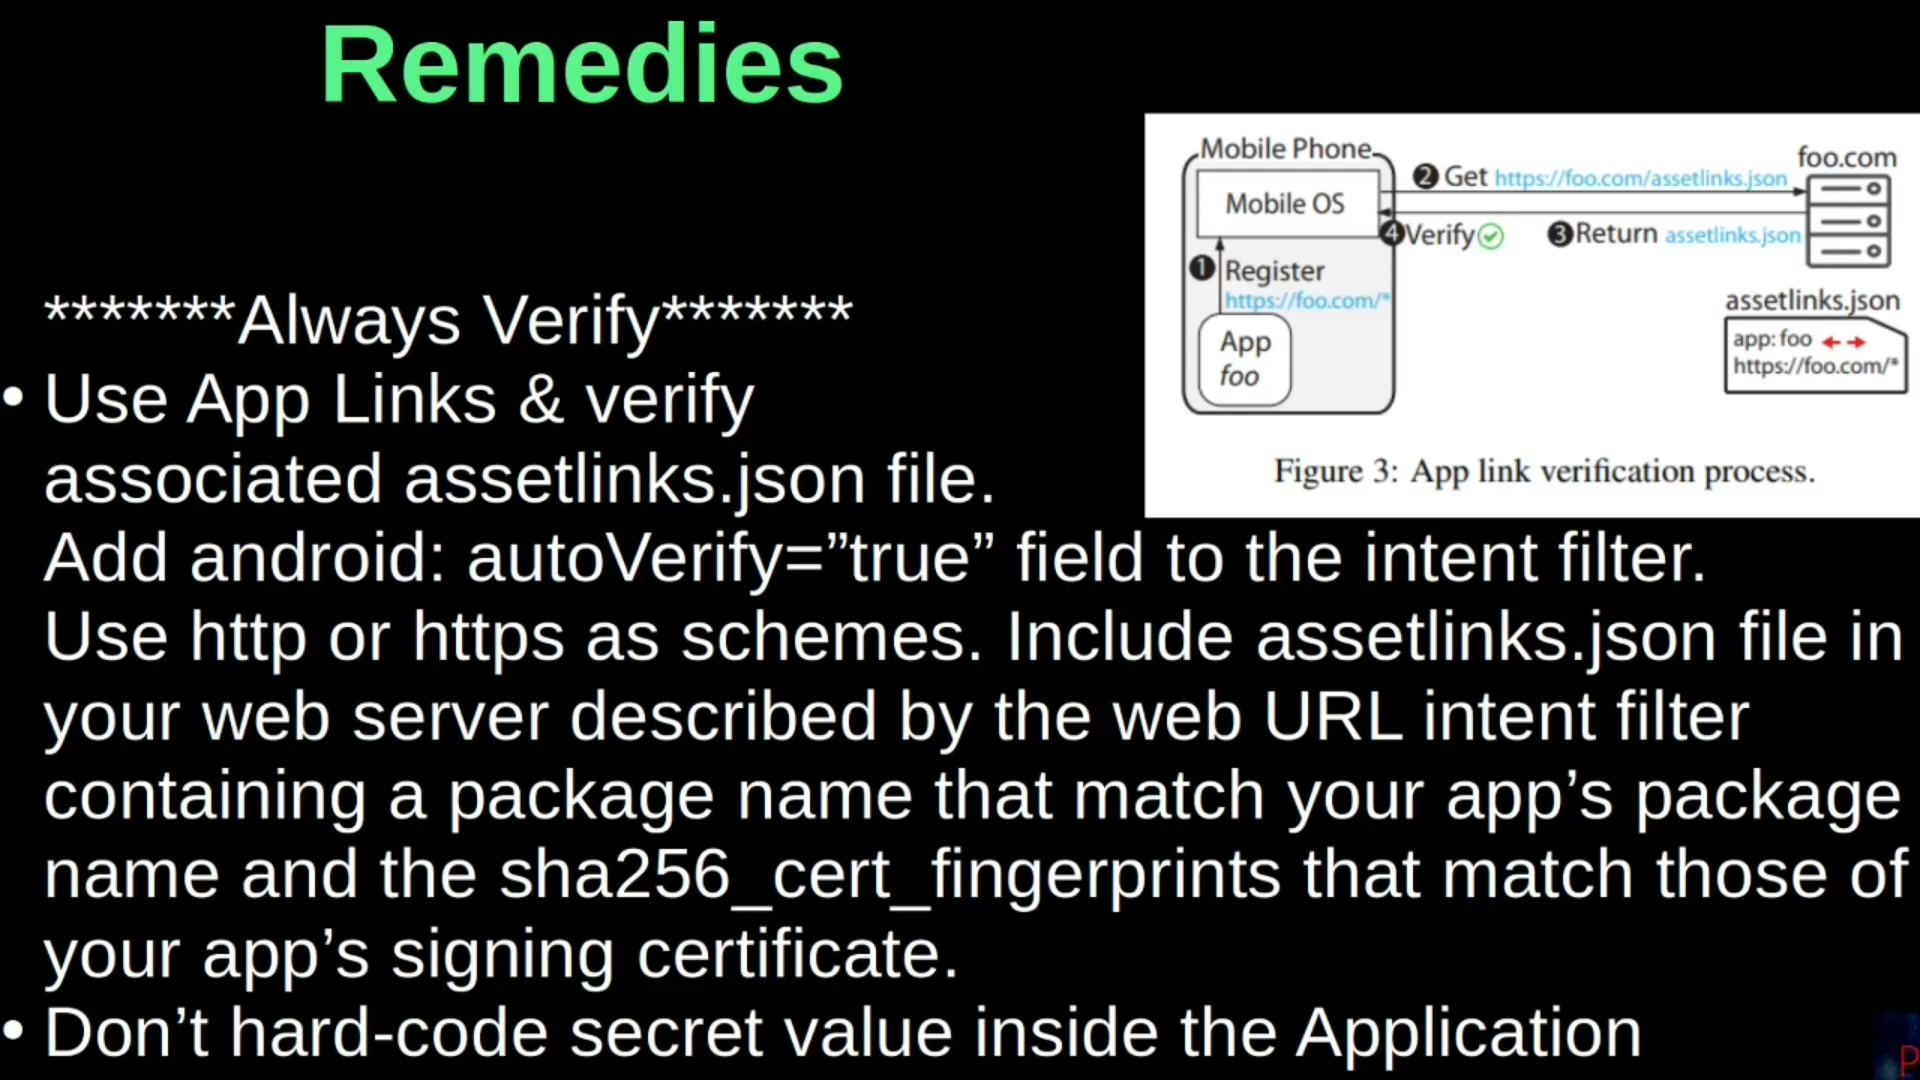 Remedies
*******Always Verify*******
• Use App Links & verify
associated assetlinks.json file.
Add android: autoVerify=”true” field to the intent filter.
Use http or https as schemes. Include assetlinks.json file in
your web server described by the web URL intent filter
containing a package name that match your app’s package
name and the sha256_cert_fingerprints that match those of
your app’s signing certificate.
• Don’t hard-code secret value inside the Application
Mobile Phone
Mobile OS
2 Get https://foo.com/assetlinks.json
foo.com
4 Verify
3 Return assetlinks.json
1 Register
https://foo.com/*
App
foo
assetlinks.json
app: foo
https://foo.com/*
Figure 3: App link verification process.
P